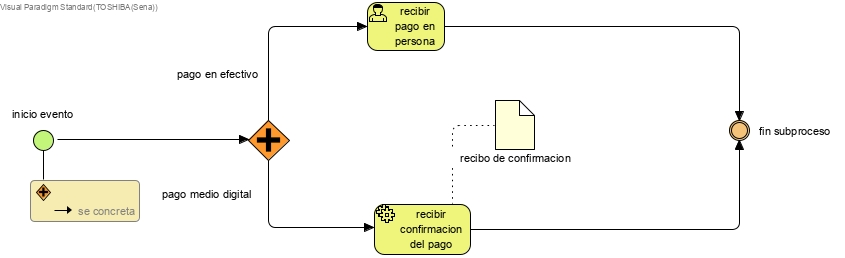 Visual Paradigm Standard(TOSHIBA(Sena))
recibir
pago en
persona
pago en efectivo
inicio evento
fin subproceso
recibo de confirmacion
pago medio digital
se concreta
recibir
confirmacion
del pago